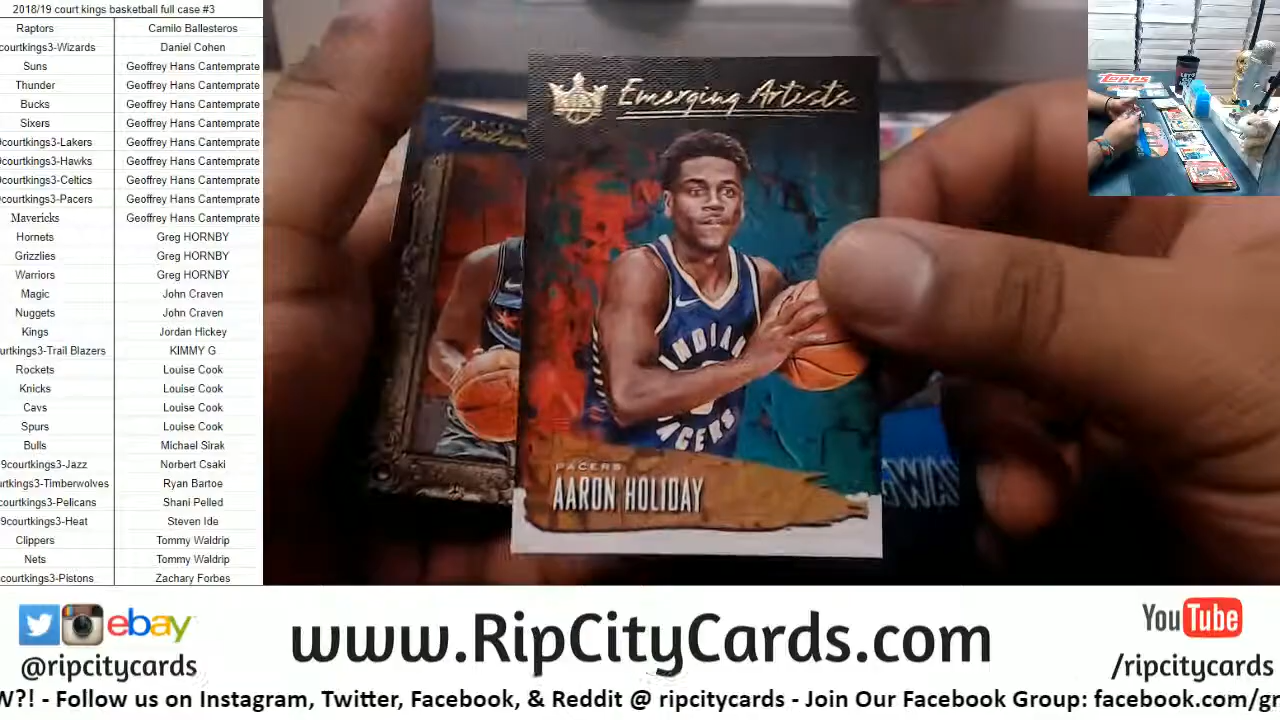 2018/19 court kings basketball full case #3
Raptors Camilo Ballesteros
courtkings3-Wizards Daniel Cohen
Suns Geoffrey Hans Cantemprate
Thunder Geoffrey Hans Cantemprate
Bucks Geoffrey Hans Cantemprate
Sixers Geoffrey Hans Cantemprate
9courtkings3-Lakers Geoffrey Hans Cantemprate
9courtkings3-Hawks Geoffrey Hans Cantemprate
9courtkings3-Celtics Geoffrey Hans Cantemprate
courtkings3-Pacers Geoffrey Hans Cantemprate
Mavericks Geoffrey Hans Cantemprate
Hornets Greg HORNBY
Grizzlies Greg HORNBY
Warriors Greg HORNBY
Magic John Craven
Nuggets John Craven
Kings Jordan Hickey
urtkings3-Trail Blazers KIMMY G
Rockets Louise Cook
Knicks Louise Cook
Cavs Louise Cook
Spurs Louise Cook
Bulls Michael Sirak
9courtkings3-Jazz Norbert Csaki
courtkings3-Timberwolves Ryan Bartoe
courtkings3-Pelicans Shani Pelled
9courtkings3-Heat Steven Ide
Clippers Tommy Waldrip
Nets Tommy Waldrip
courtkings3-Pistons Zachary Forbes
Emerging Artists
INDIANA
PACERS
PACERS
AARON HOLIDAY
Topps
ebay
@ripcitycards
www.RipCityCards.com
YouTube
/ripcitycards
W?! - Follow us on Instagram, Twitter, Facebook, & Reddit @ ripcitycards - Join Our Facebook Group: facebook.com/gr